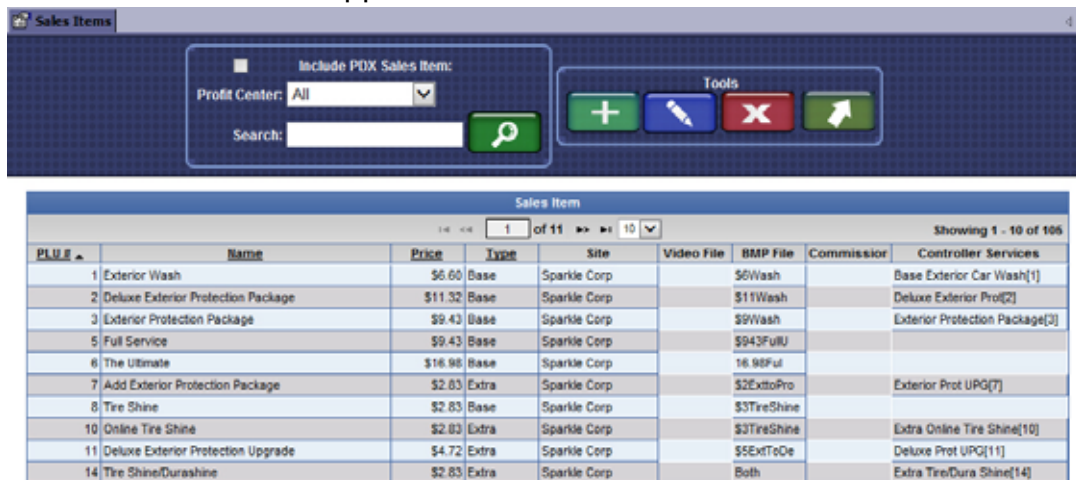 Sales Items
Include PDX Sales Item:
Profit Center: All
Search:
Tools
Sales Item
1 of 11 10 Showing 1 - 10 of 106
PLU # Name Price Type Site Video File BMP File Commission Controller Services
1 Exterior Wash $6.60 Base Sparkle Corp $6Wash Base Exterior Car Wash[1]
2 Deluxe Exterior Protection Package $11.32 Base Sparkle Corp $11Wash Deluxe Exterior Prot[2]
3 Exterior Protection Package $9.43 Base Sparkle Corp $9Wash Exterior Protection Package[3]
5 Full Service $9.43 Base Sparkle Corp $943FullU
6 The Ultimate $16.98 Base Sparkle Corp 16.98Ful
7 Add Exterior Protection Package $2.83 Extra Sparkle Corp $2ExttoPro Exterior Prot UPG[7]
8 Tire Shine $2.83 Base Sparkle Corp $3TireShine
10 Online Tire Shine $2.83 Extra Sparkle Corp $3TireShine Extra Online Tire Shine[10]
11 Deluxe Exterior Protection Upgrade $4.72 Extra Sparkle Corp $5ExtToDe Deluxe Prot UPG[11]
14 Tire Shine/Durashine $2.83 Extra Sparkle Corp Both Extra Tire/Dura Shine[14]